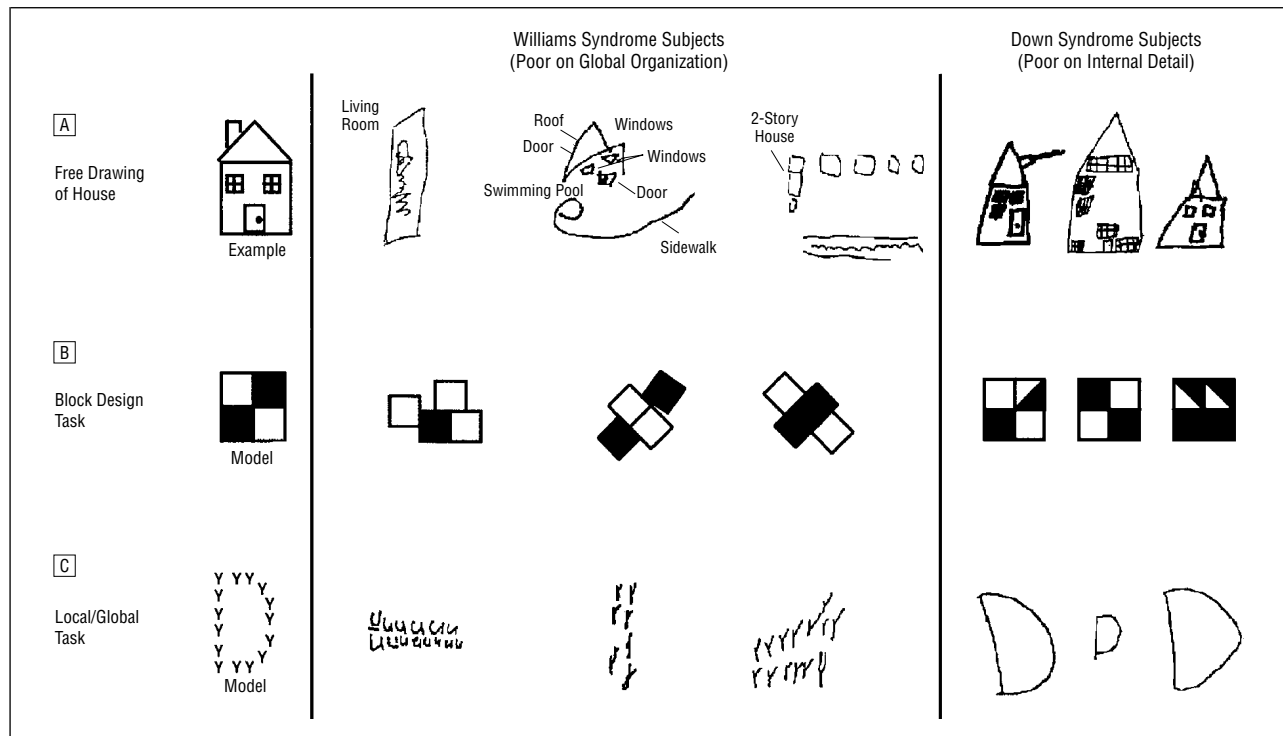 Williams Syndrome Subjects
(Poor on Global Organization)
Down Syndrome Subjects
(Poor on Internal Detail)
A
Free Drawing
of House
Example
Living
Room
Roof
Windows
Door
Windows
Swimming Pool
Door
Sidewalk
2-Story
House
B
Block Design
Task
Model
C
Local/Global
Task
Y Y Y
Y Y
Y Y
Y Y
Y Y
Y Y
Y Y Y
Model